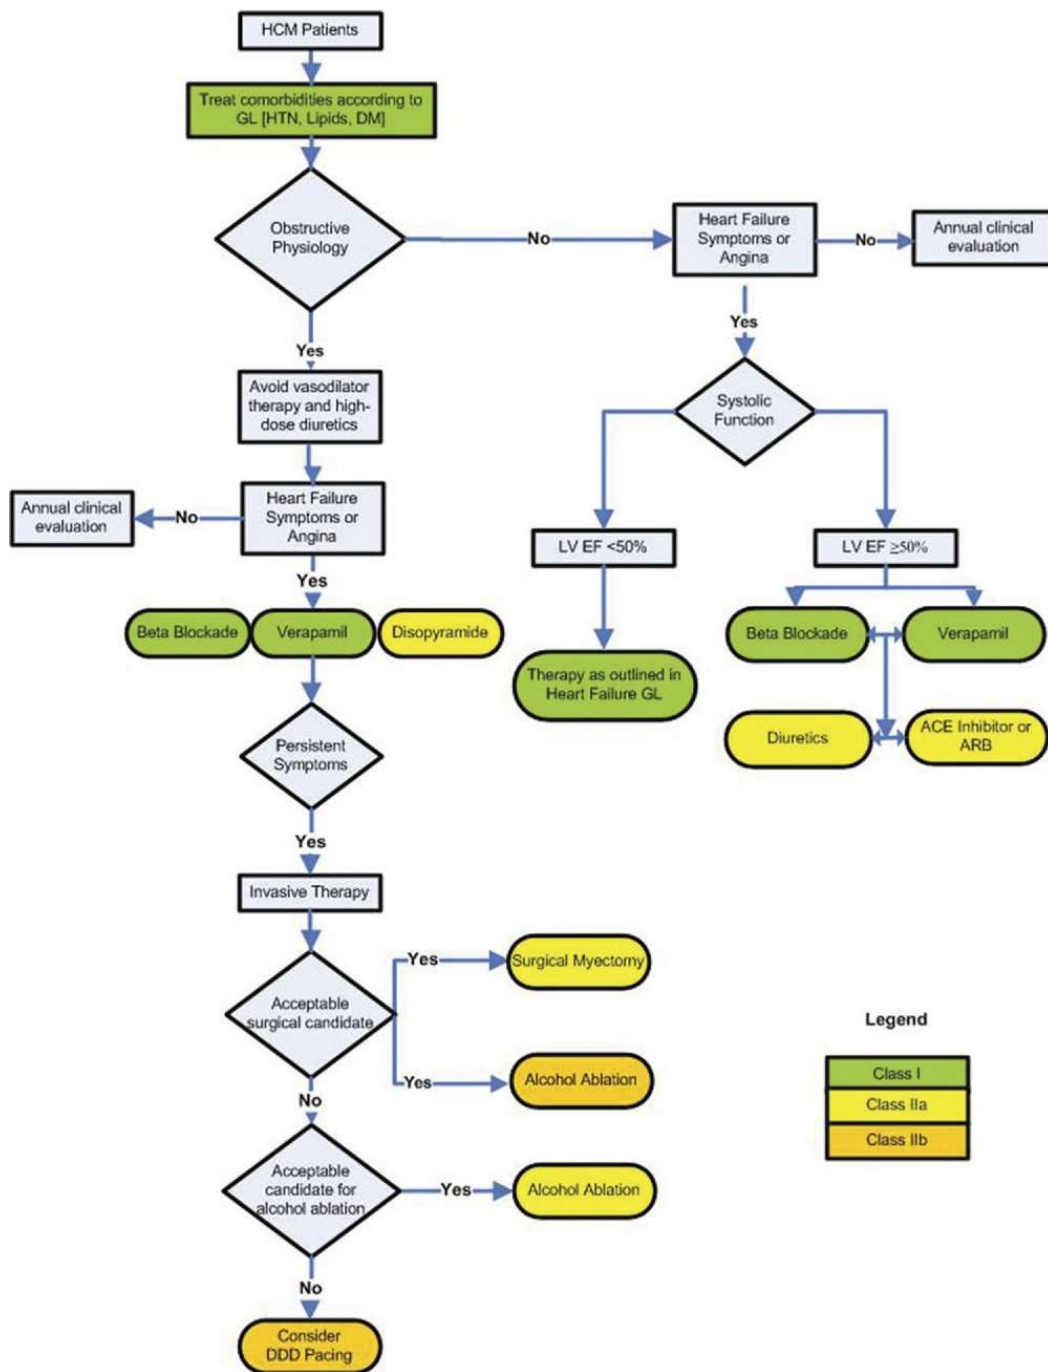 HCM Patients
Treat comorbidities according to
GL [HTN, Lipids, DM]
Obstructive
Physiology
No
Heart Failure
Symptoms or
Angina
No
Annual clinical
evaluation
Yes
Yes
Avoid vasodilator
therapy and high-
dose diuretics
Systolic
Function
Annual clinical
evaluation
No
Heart Failure
Symptoms or
Angina
LV EF <50%
LV EF ≥50%
Yes
Beta Blockade
Verapamil
Disopyramide
Beta Blockade
Verapamil
Therapy as outlined in
Heart Failure GL
Diuretics
ACE Inhibitor or
ARB
Persistent
Symptoms
Yes
Invasive Therapy
Acceptable
surgical candidate
Yes
Surgical Myectomy
Yes
Alcohol Ablation
No
Acceptable
candidate for
alcohol ablation
Yes
Alcohol Ablation
No
Consider
DDD Pacing
Legend
Class I
Class IIa
Class IIb